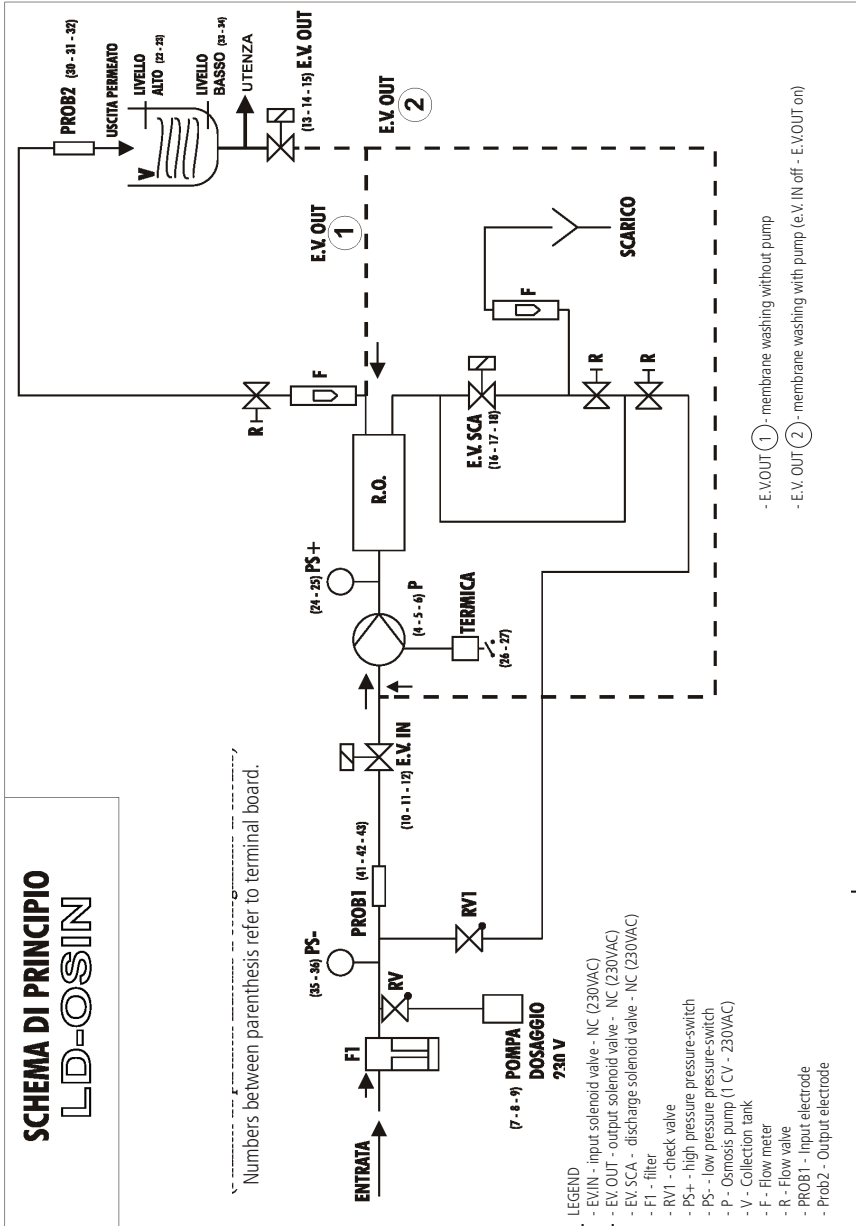 SCHEMA DI PRINCIPIO
LD-OSIN
Numbers between parenthesis refer to terminal board.
ENTRATA
F1
RV
(7 - 8 - 9) POMPA
DOSAGGIO
230 V
(35 - 36) PS-
RV1
PROB1 (41 - 42 - 43)
(10 - 11 - 12) E.V. IN
(4 - 5 - 6) P
TERMICA
(26 - 27)
(24 - 25) PS+
R.O.
E.V. SCA
(16 - 17 - 18)
R
R
F
SCARICO
R
F
E.V. OUT
1
E.V. OUT
2
PROB2 (30 - 31 - 32)
USCITA PERMEATO
V
LIVELLO
ALTO (22 - 23)
LIVELLO
BASSO (33 - 34)
UTENZA
(13 - 14 - 15) E.V. OUT
LEGEND
- EV.IN - input solenoid valve - NC (230VAC)
- EV. OUT - output solenoid valve - NC (230VAC)
- EV. SCA - discharge solenoid valve - NC (230VAC)
- F1 - filter
- RV1 - check valve
- PS+ - high pressure pressure-switch
- PS- - low pressure pressure-switch
- P - Osmosis pump (1 CV - 230VAC)
- V - Collection tank
- F - Flow meter
- R - Flow valve
- PROB1 - Input electrode
- Prob2 - Output electrode
- E.V.OUT 1 - membrane washing without pump
- E.V. OUT 2 - membrane washing with pump (e.V. IN off - E.V.OUT on)